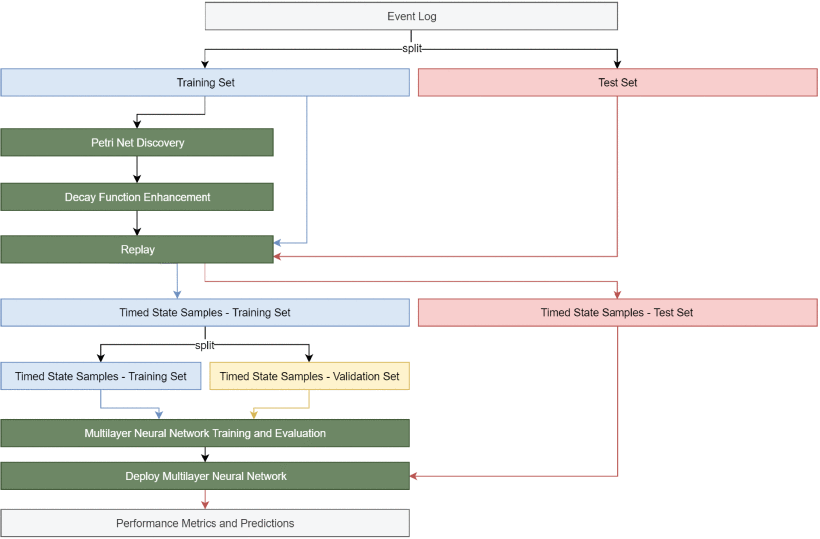 Event Log
split
Training Set
Test Set
Petri Net Discovery
Decay Function Enhancement
Replay
Timed State Samples - Training Set
Timed State Samples - Test Set
split
Timed State Samples - Training Set
Timed State Samples - Validation Set
Multilayer Neural Network Training and Evaluation
Deploy Multilayer Neural Network
Performance Metrics and Predictions